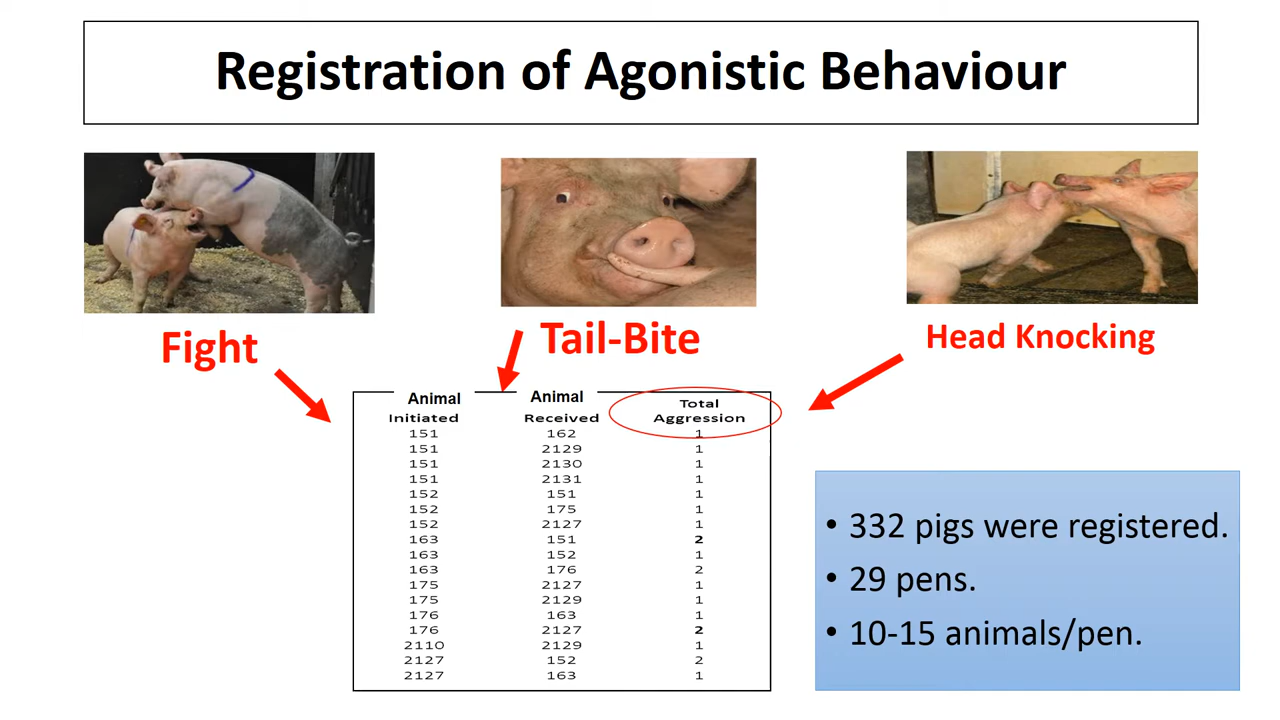 Registration of Agonistic Behaviour
Fight
Tail-Bite
Head Knocking
Animal Initiated Animal Received Total Aggression
151 162 1
151 2129 1
151 2130 1
151 2131 1
152 151 1
152 175 1
152 2127 1
163 151 2
163 152 1
163 176 2
175 2127 1
175 2129 1
176 163 1
176 2127 2
2110 2129 1
2127 152 2
2127 163 1
• 332 pigs were registered.
• 29 pens.
• 10-15 animals/pen.